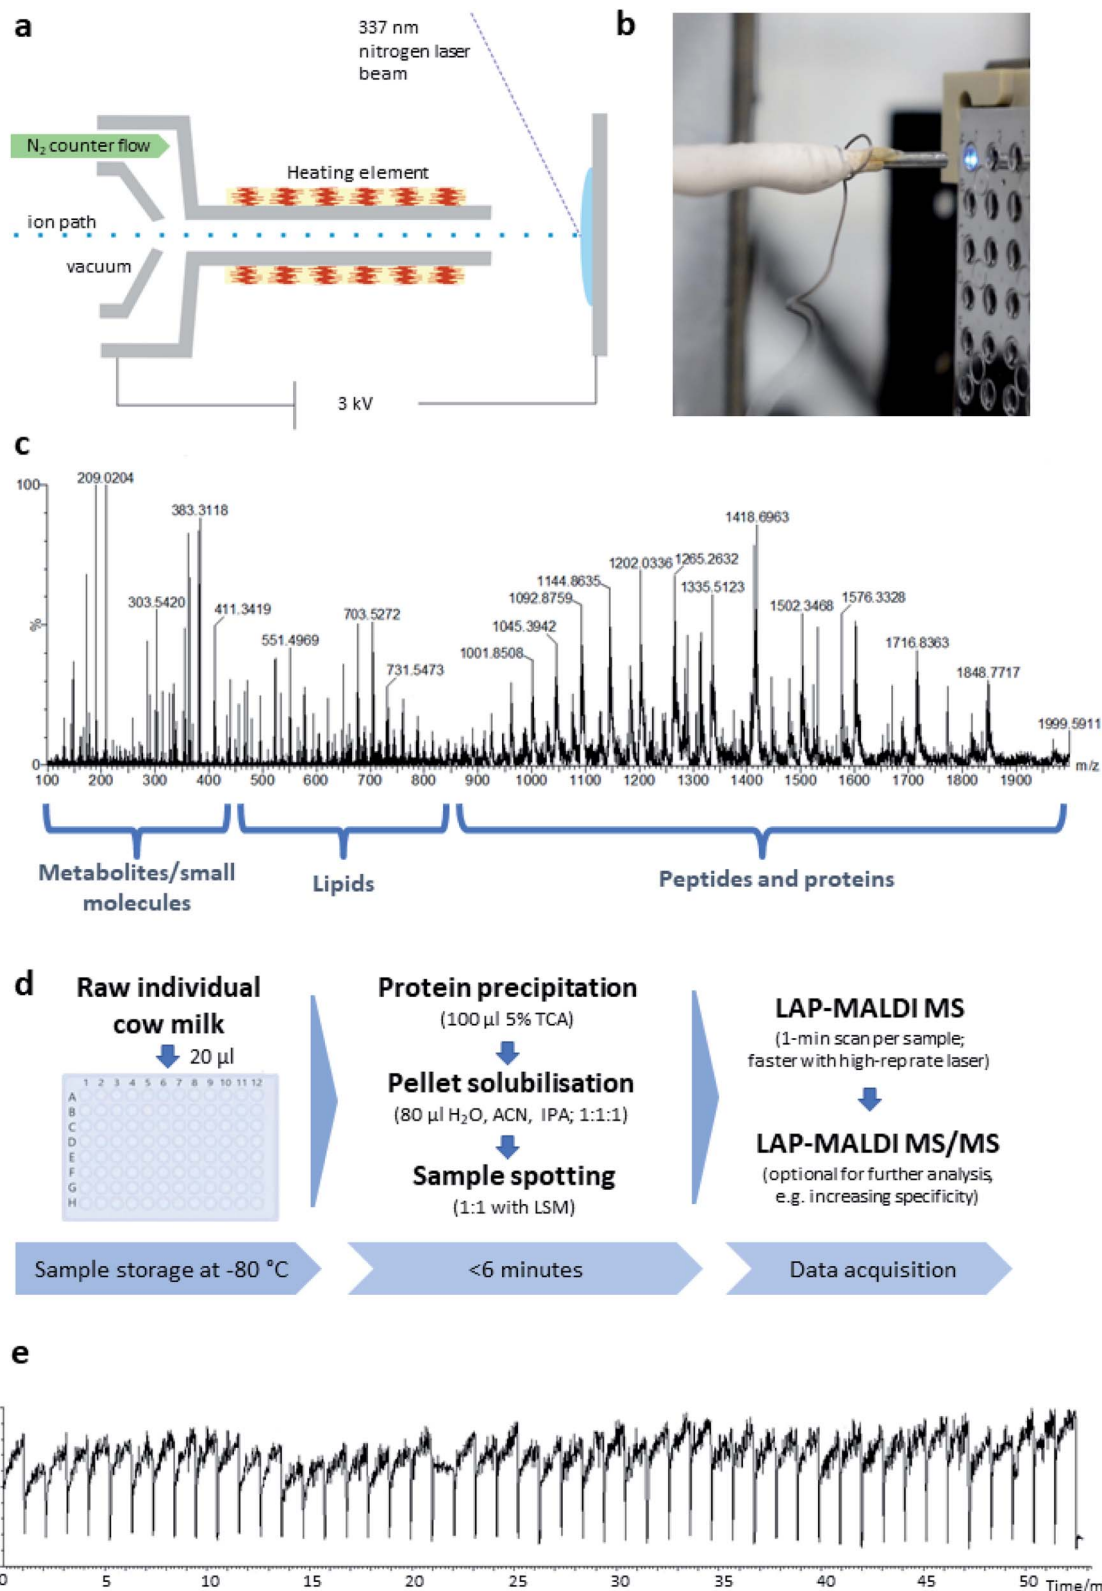 a
337 nm
nitrogen laser
beam
b
N2 counter flow
Heating element
ion path
vacuum
3 kV
c
209.0204
100
383.3118
1418.6963
1202.0336
1265.2632
1144.8635
1335.5123
303.5420
411.3419
703.5272
1092.8759
1502.3468
1576.3328
%
551.4969
1045.3942
731.5473
1001.8508
1716.8363
1848.7717
1999.5911
0
m/z
100 200 300 400 500 600 700 800 900 1000 1100 1200 1300 1400 1500 1600 1700 1800 1900
Metabolites/small
molecules
Lipids
Peptides and proteins
d
Raw individual
cow milk
20 µl
1 2 3 4 5 6 7 8 9 10 11 12
A
B
C
D
E
F
G
H
Protein precipitation
(100 µl 5% TCA)
Pellet solubilisation
(80 µl H2O, ACN, IPA; 1:1:1)
Sample spotting
(1:1 with LSM)
LAP-MALDI MS
(1-min scan per sample;
faster with high-rep rate laser)
LAP-MALDI MS/MS
(optional for further analysis,
e.g. increasing specificity)
Sample storage at -80 °C
<6 minutes
Data acquisition
e
0 5 10 15 20 25 30 35 40 45 50 Time/m